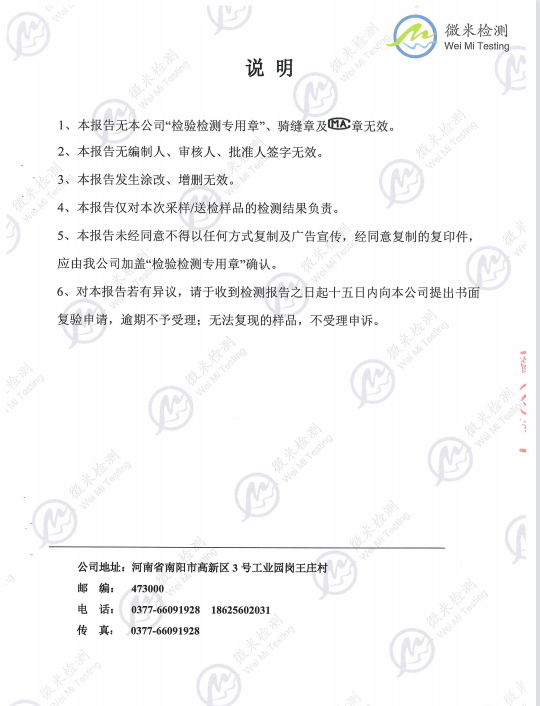 微米检测
Wei Mi Testing
说 明
1、本报告无本公司“检验检测专用章”、骑缝章及MA章无效。
2、本报告无编制人、审核人、批准人签字无效。
3、本报告发生涂改、增删无效。
4、本报告仅对本次采样/送检样品的检测结果负责。
5、本报告未经同意不得以任何方式复制及广告宣传，经同意复制的复印件，
应由我公司加盖“检验检测专用章”确认。
6、对本报告若有异议，请于收到检测报告之日起十五日内向本公司提出书面
复验申请，逾期不予受理；无法复现的样品，不受理申诉。
公司地址：河南省南阳市高新区 3 号工业园岗王庄村
邮 编： 473000
电 话： 0377-66091928 18625602031
传 真： 0377-66091928